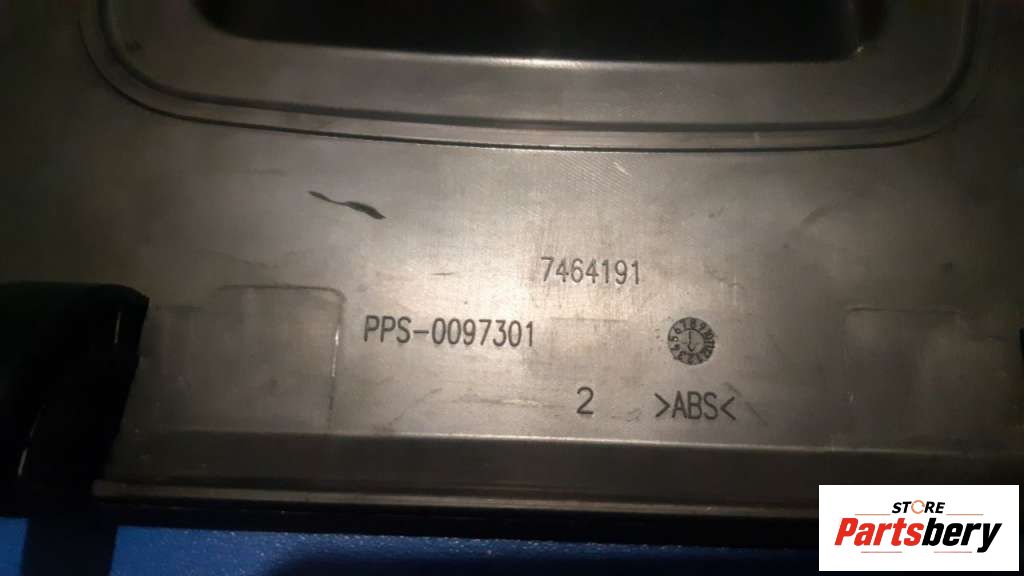 7464191
PPS-0097301
2 >ABS<
STORE
Partsbery